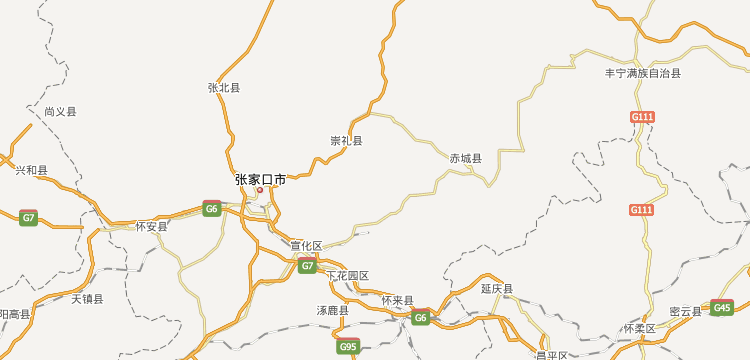 丰宁满族自治县
张北县
尚义县
G111
崇礼县
赤城县
兴和县
张家口市
G6
G111
G7
怀安县
宣化区
G7
下花园区
延庆县
天镇县
怀来县
G45
涿鹿县
密云县
阳高县
G6
怀柔区
G95
昌平区